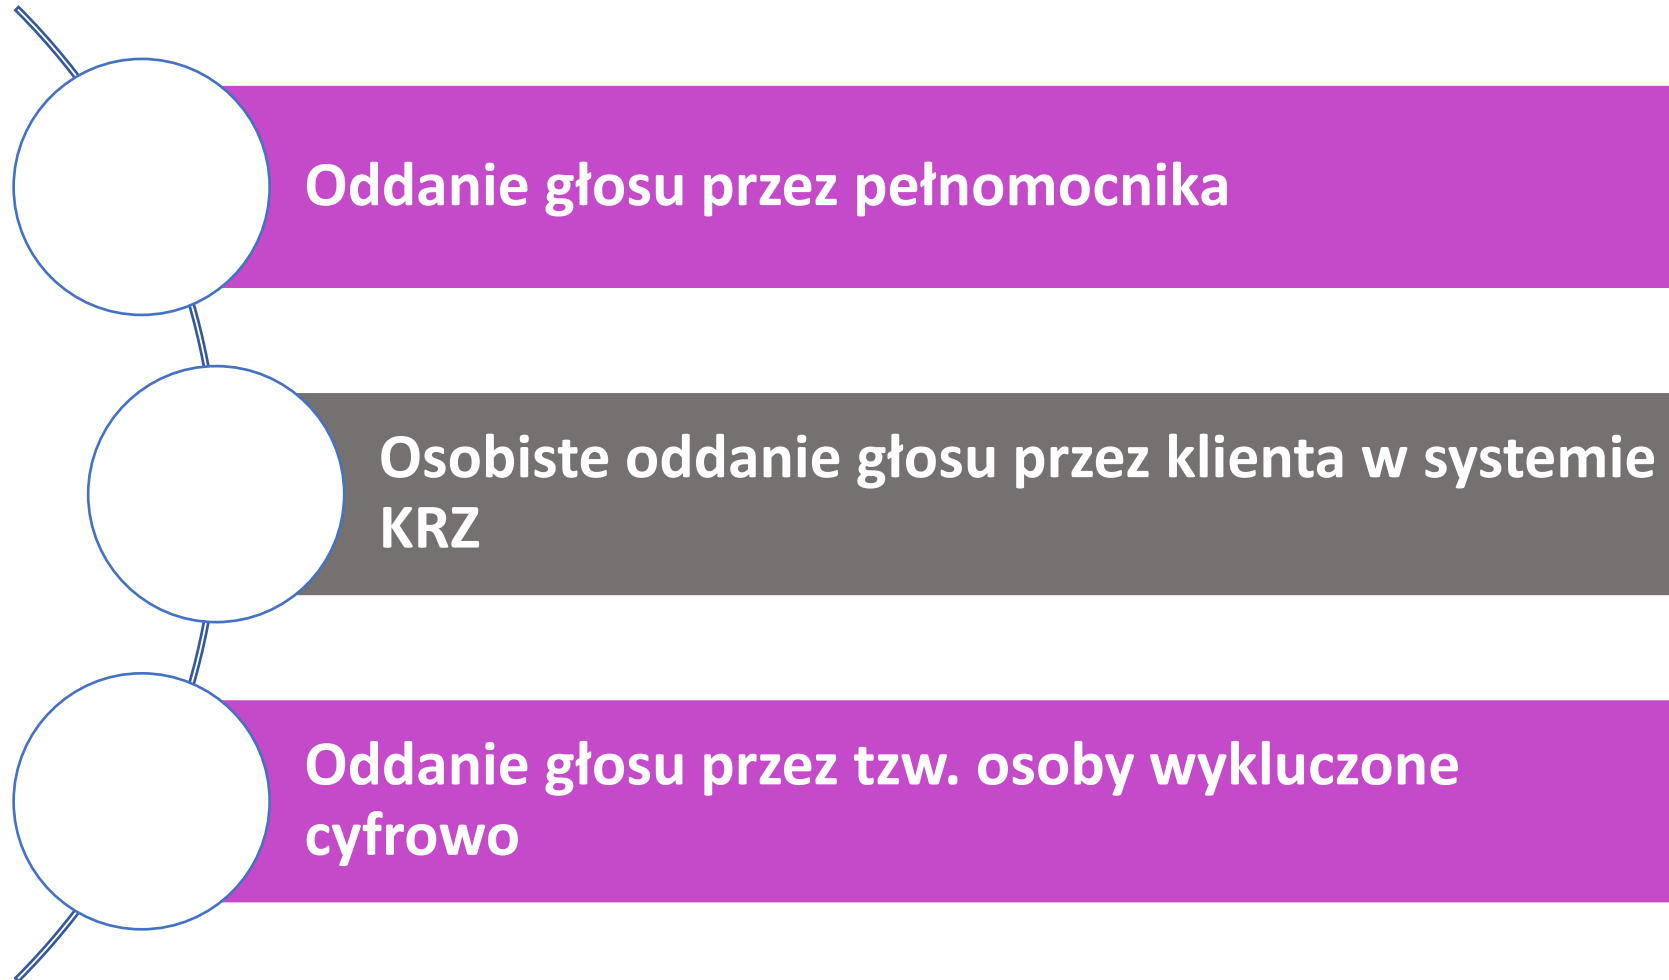 Oddanie głosu przez pełnomocnika
Osobiste oddanie głosu przez klienta w systemie
KRZ
Oddanie głosu przez tzw. osoby wykluczone
cyfrowo